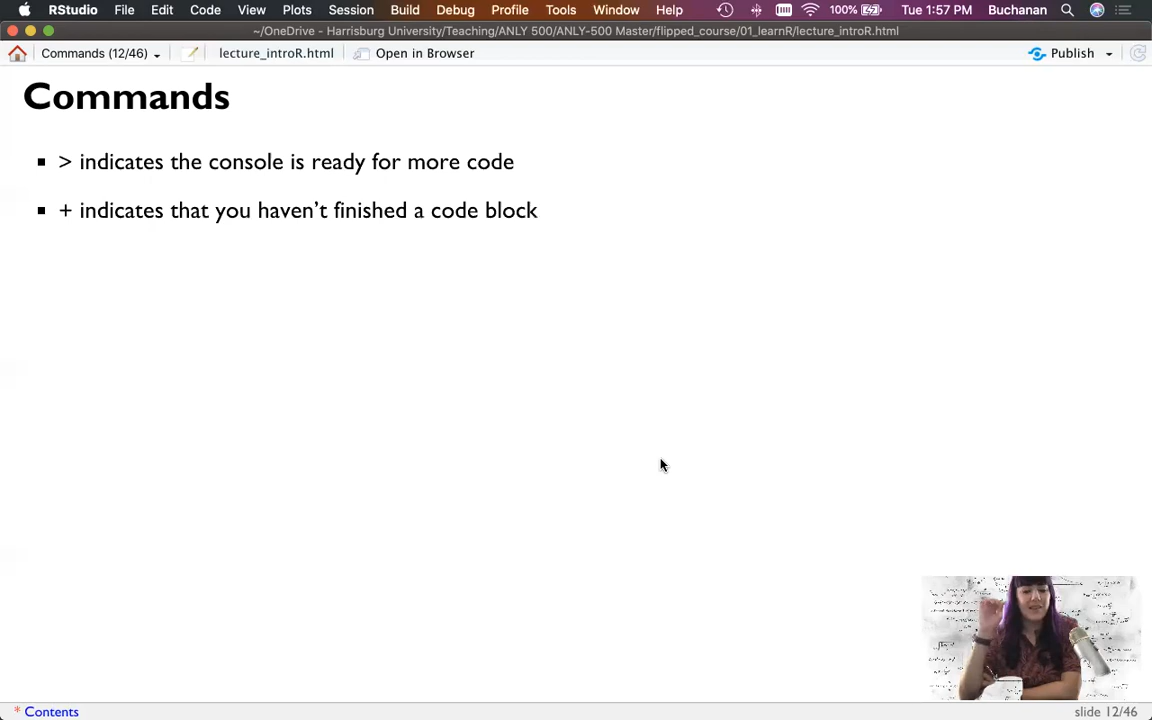 RStudio File Edit Code View Plots Session Build Debug Profile Tools Window Help 100% Tue 1:57 PM Buchanan
~/OneDrive - Harrisburg University/Teaching/ANLY 500/ANLY-500 Master/flipped_course/01_learnR/lecture_introR.html
Commands (12/46) lecture_introR.html Open in Browser Publish
Commands
> indicates the console is ready for more code
+ indicates that you haven’t finished a code block
* Contents slide 12/46